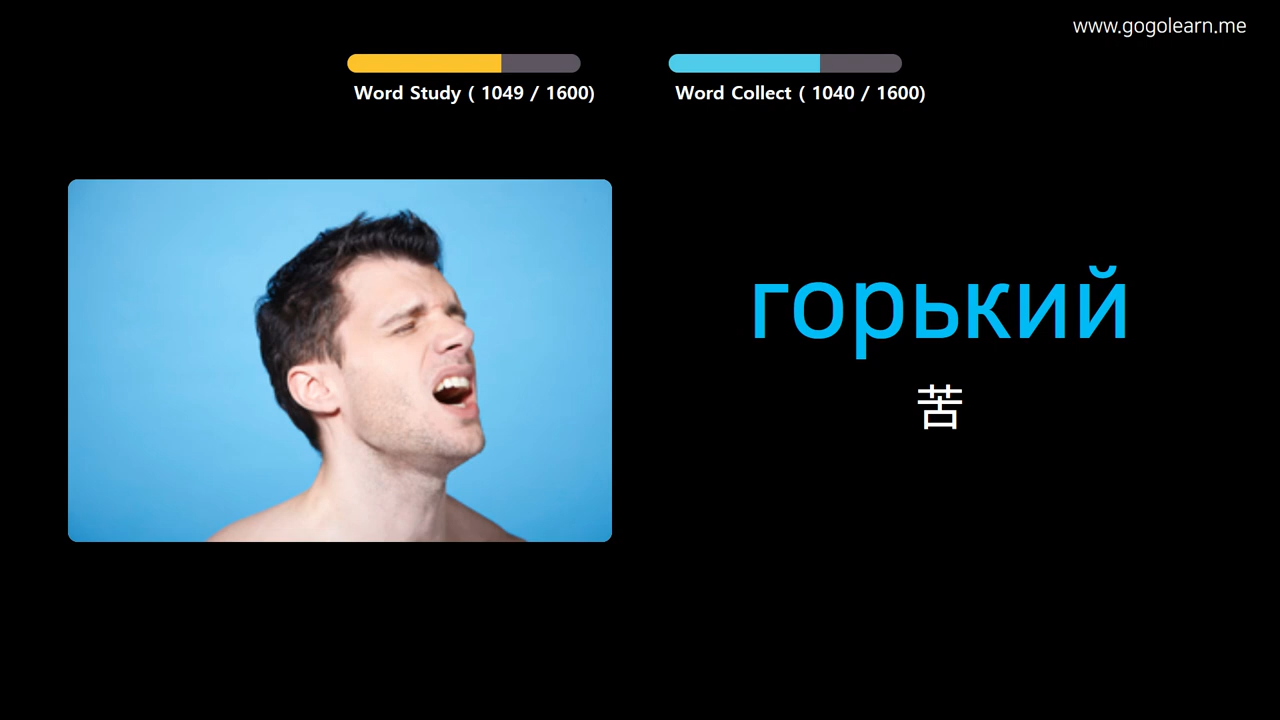 www.gogolearn.me
Word Study ( 1049 / 1600)
Word Collect ( 1040 / 1600)
горький
苦